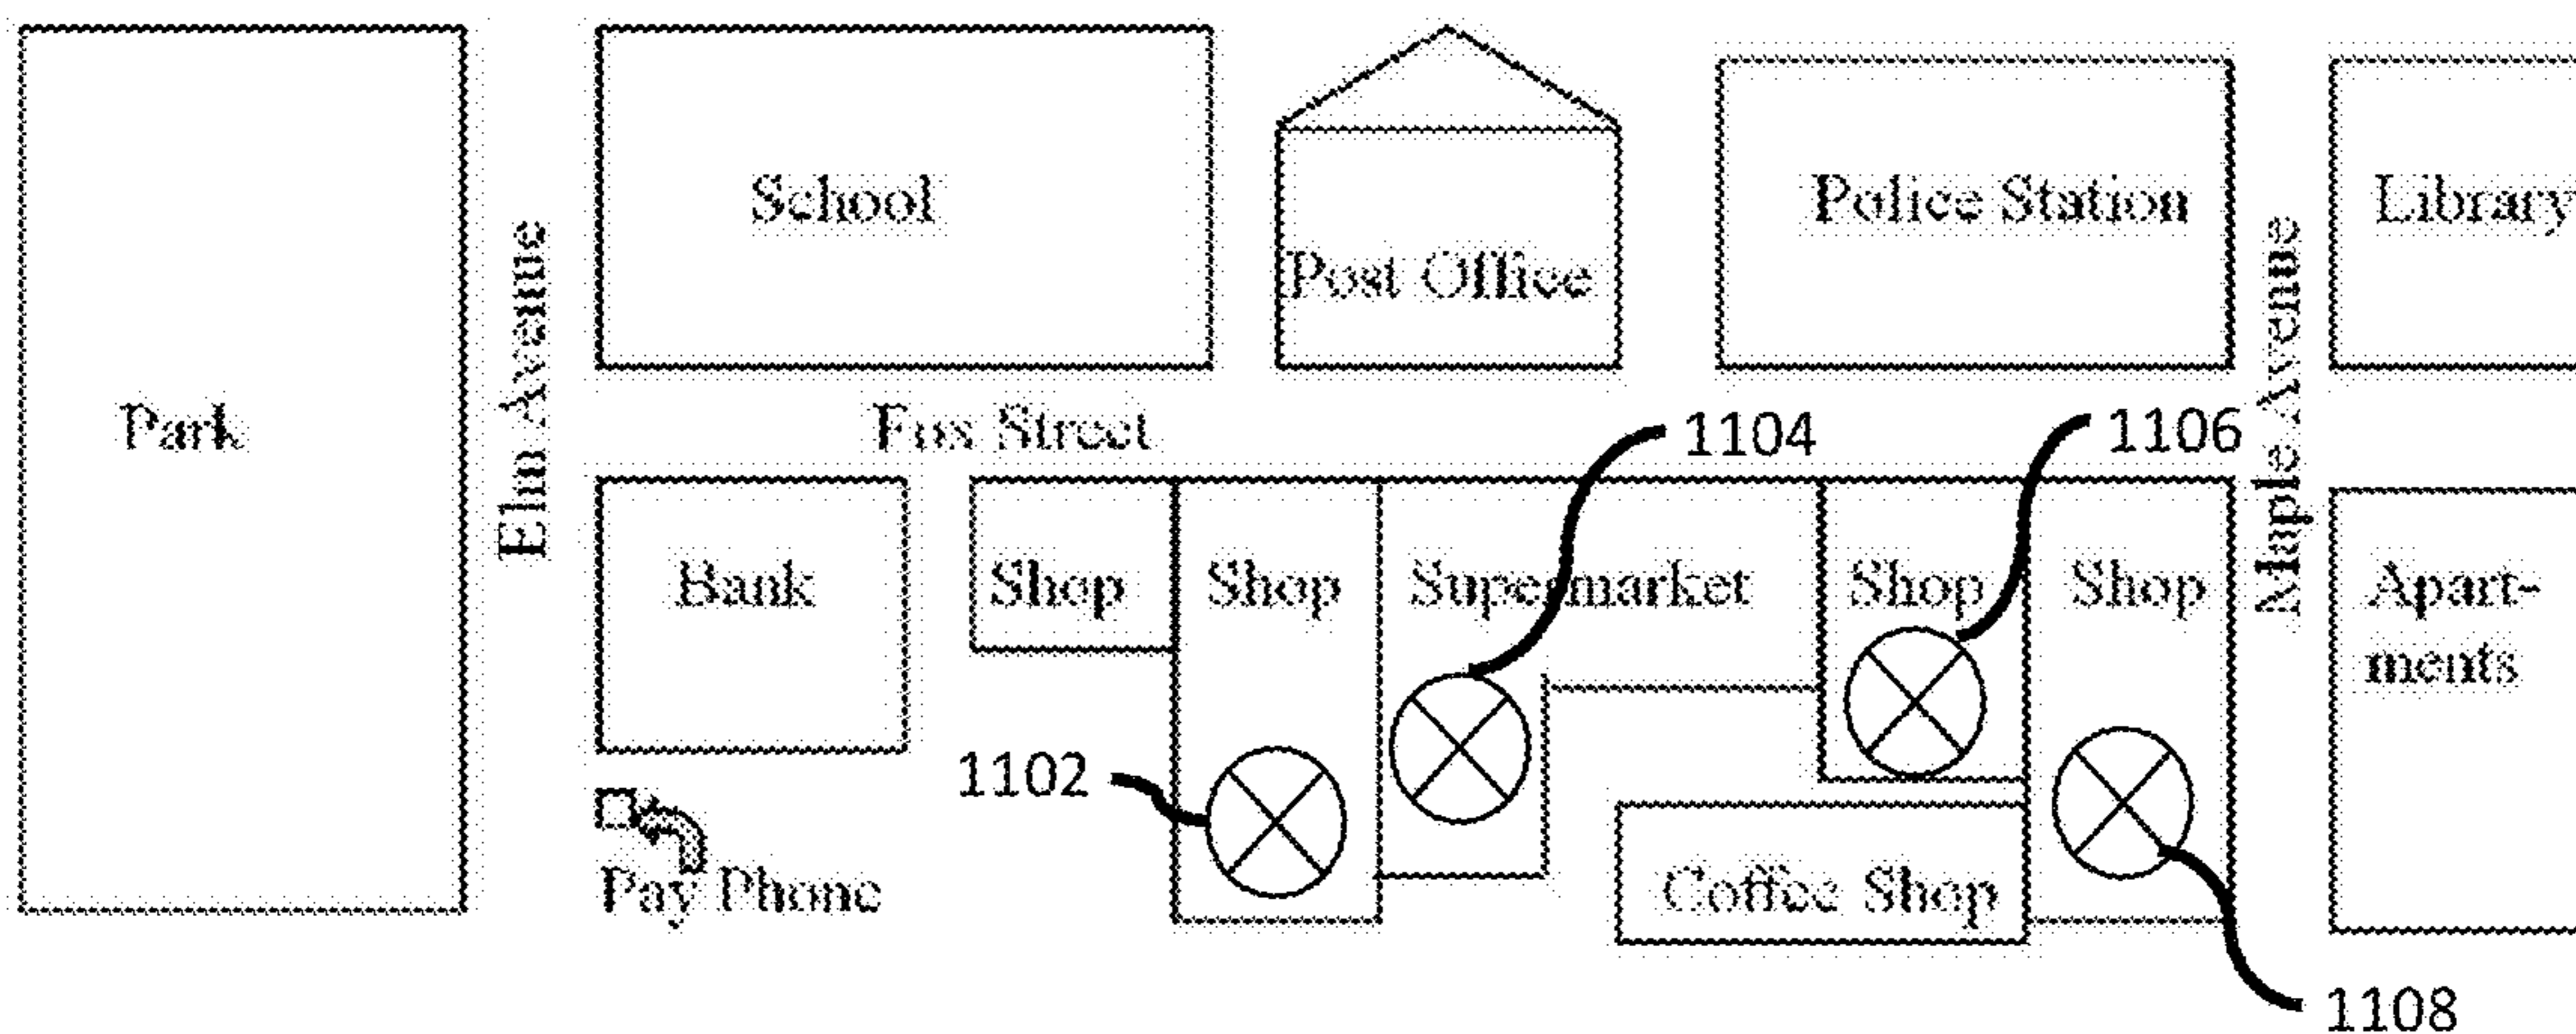 School
Police Station
Library
Post Office
Elm Avenue
Maple Avenue
Park
Fox Street
1104
1106
Bank
Shop
Shop
Supermarket
Shop
Shop
Apart-
ments
1102
Pay Phone
Coffee Shop
1108